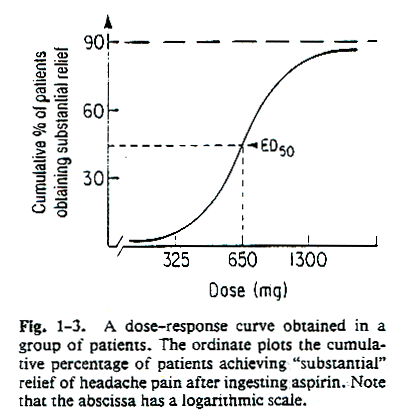 Cumulative % of patients
obtaining substantial relief
90
60
30
ED50
325 650 1300
Dose (mg)
Fig. 1–3. A dose–response curve obtained in a
group of patients. The ordinate plots the cumula-
tive percentage of patients achieving “substantial”
relief of headache pain after ingesting aspirin. Note
that the abscissa has a logarithmic scale.